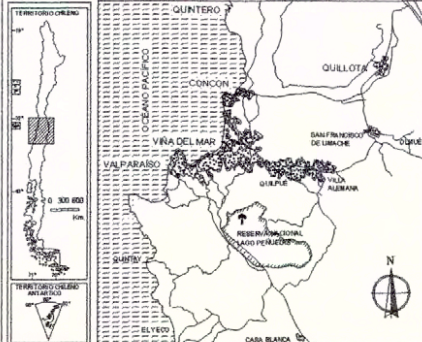 TERRITORIO CHILENO
QUINTERO
QUILLOTA
OCEANO PACIFICO
CONCON
SAN FRANCISCO
DE LIMACHE
VIÑA DEL MAR
VALPARAISO
QUILPUE
VILLA
ALEMANA
0 300 600
Km.
RESERVA NACIONAL
LAGO PEÑUELAS
QUINTAY
N
TERRITORIO CHILENO
ANTARTICO
EL YECO
CASA BLANCA